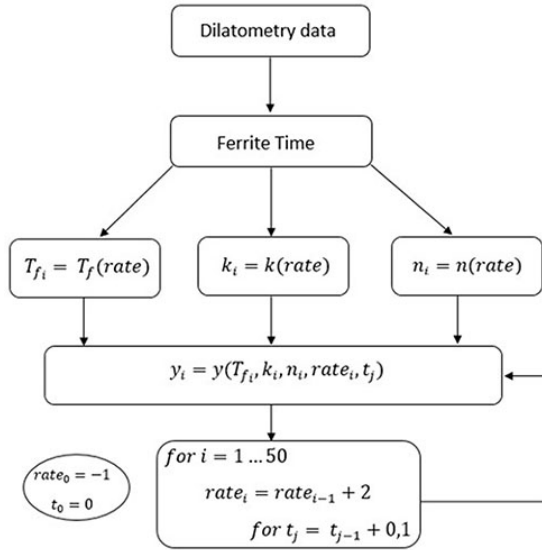 Dilatometry data
Ferrite Time
T_{f_i} = T_f(rate)
k_i = k(rate)
n_i = n(rate)
y_i = y(T_{f_i}, k_i, n_i, rate_i, t_j)
for i = 1 … 50
rate_i = rate_{i−1} + 2
for t_j = t_{j−1} + 0,1
rate_0 = −1
t_0 = 0